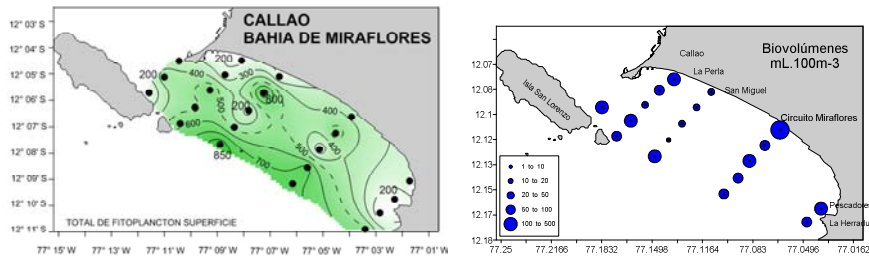 CALLAO
BAHIA DE MIRAFLORES
12° 03'S
12° 04'S
12° 05'S
12° 06'S
12° 07'S
12° 08'S
12° 09'S
12° 10'S
12° 11'S
200
200
300
400
500
200
800
400
600
500
400
850
700
200
TOTAL DE FITOPLANCTON SUPERFICIE
77° 15'W
77° 13'W
77° 11'W
77° 09'W
77° 07'W
77° 05'W
77° 03'W
77° 01'W
Biovolúmenes
mL.100m-3
Callao
La Perla
San Miguel
Isla San Lorenzo
Circuito Miraflores
Pescadores
La Herradu
12.07
12.08
12.1
12.12
12.13
12.15
12.17
12.18
1 to 10
10 to 20
20 to 50
50 to 100
100 to 500
77.25
77.2166
77.1832
77.1498
77.1164
77.083
77.0496
77.0162